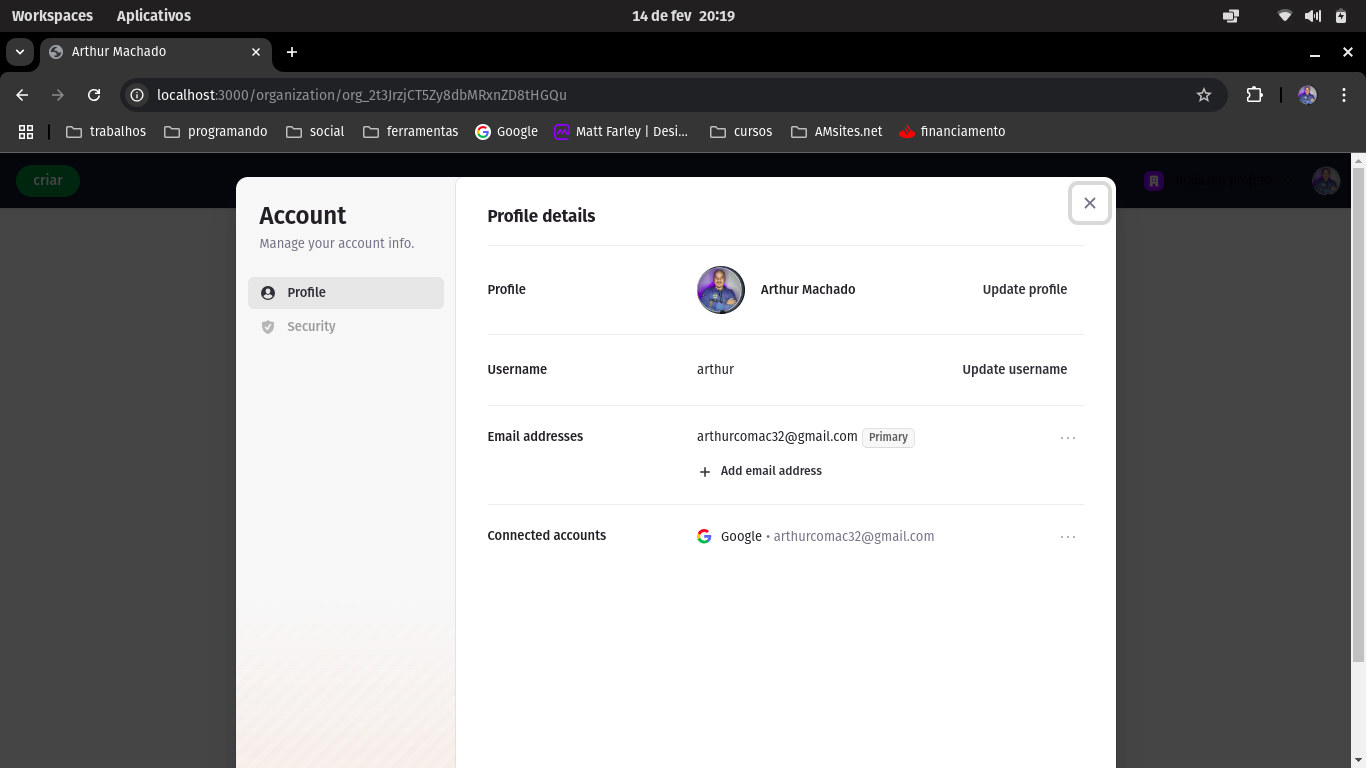 Workspaces Aplicativos 14 de fev 20:19
Arthur Machado
localhost:3000/organization/org_2t3JrzjCT5Zy8dbMRxnZD8tHGQu
trabalhos programando social ferramentas Google Matt Farley | Desi... cursos AMsites.net financiamento
criar
Account
Manage your account info.
Profile
Security
Profile details
Profile Arthur Machado Update profile
Username arthur Update username
Email addresses arthurcomac32@gmail.com Primary ...
Add email address
Connected accounts Google • arthurcomac32@gmail.com ...